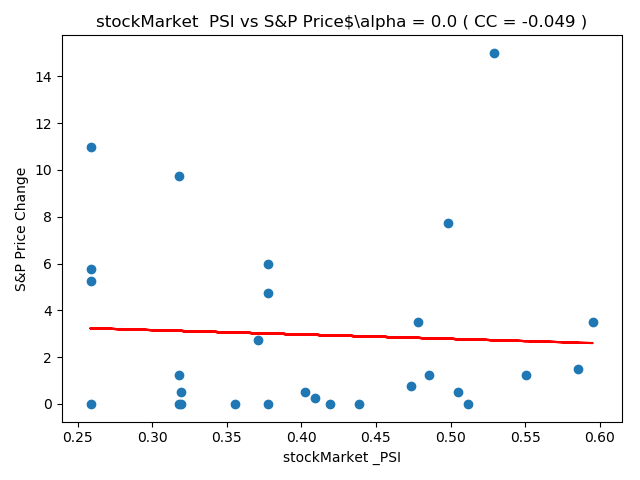 stockMarket  PSI vs S&P Price$\alpha = 0.0 ( CC = -0.049 )
14
12
10
8
6
4
2
0
S&P Price Change
0.25 0.30 0.35 0.40 0.45 0.50 0.55 0.60
stockMarket _PSI